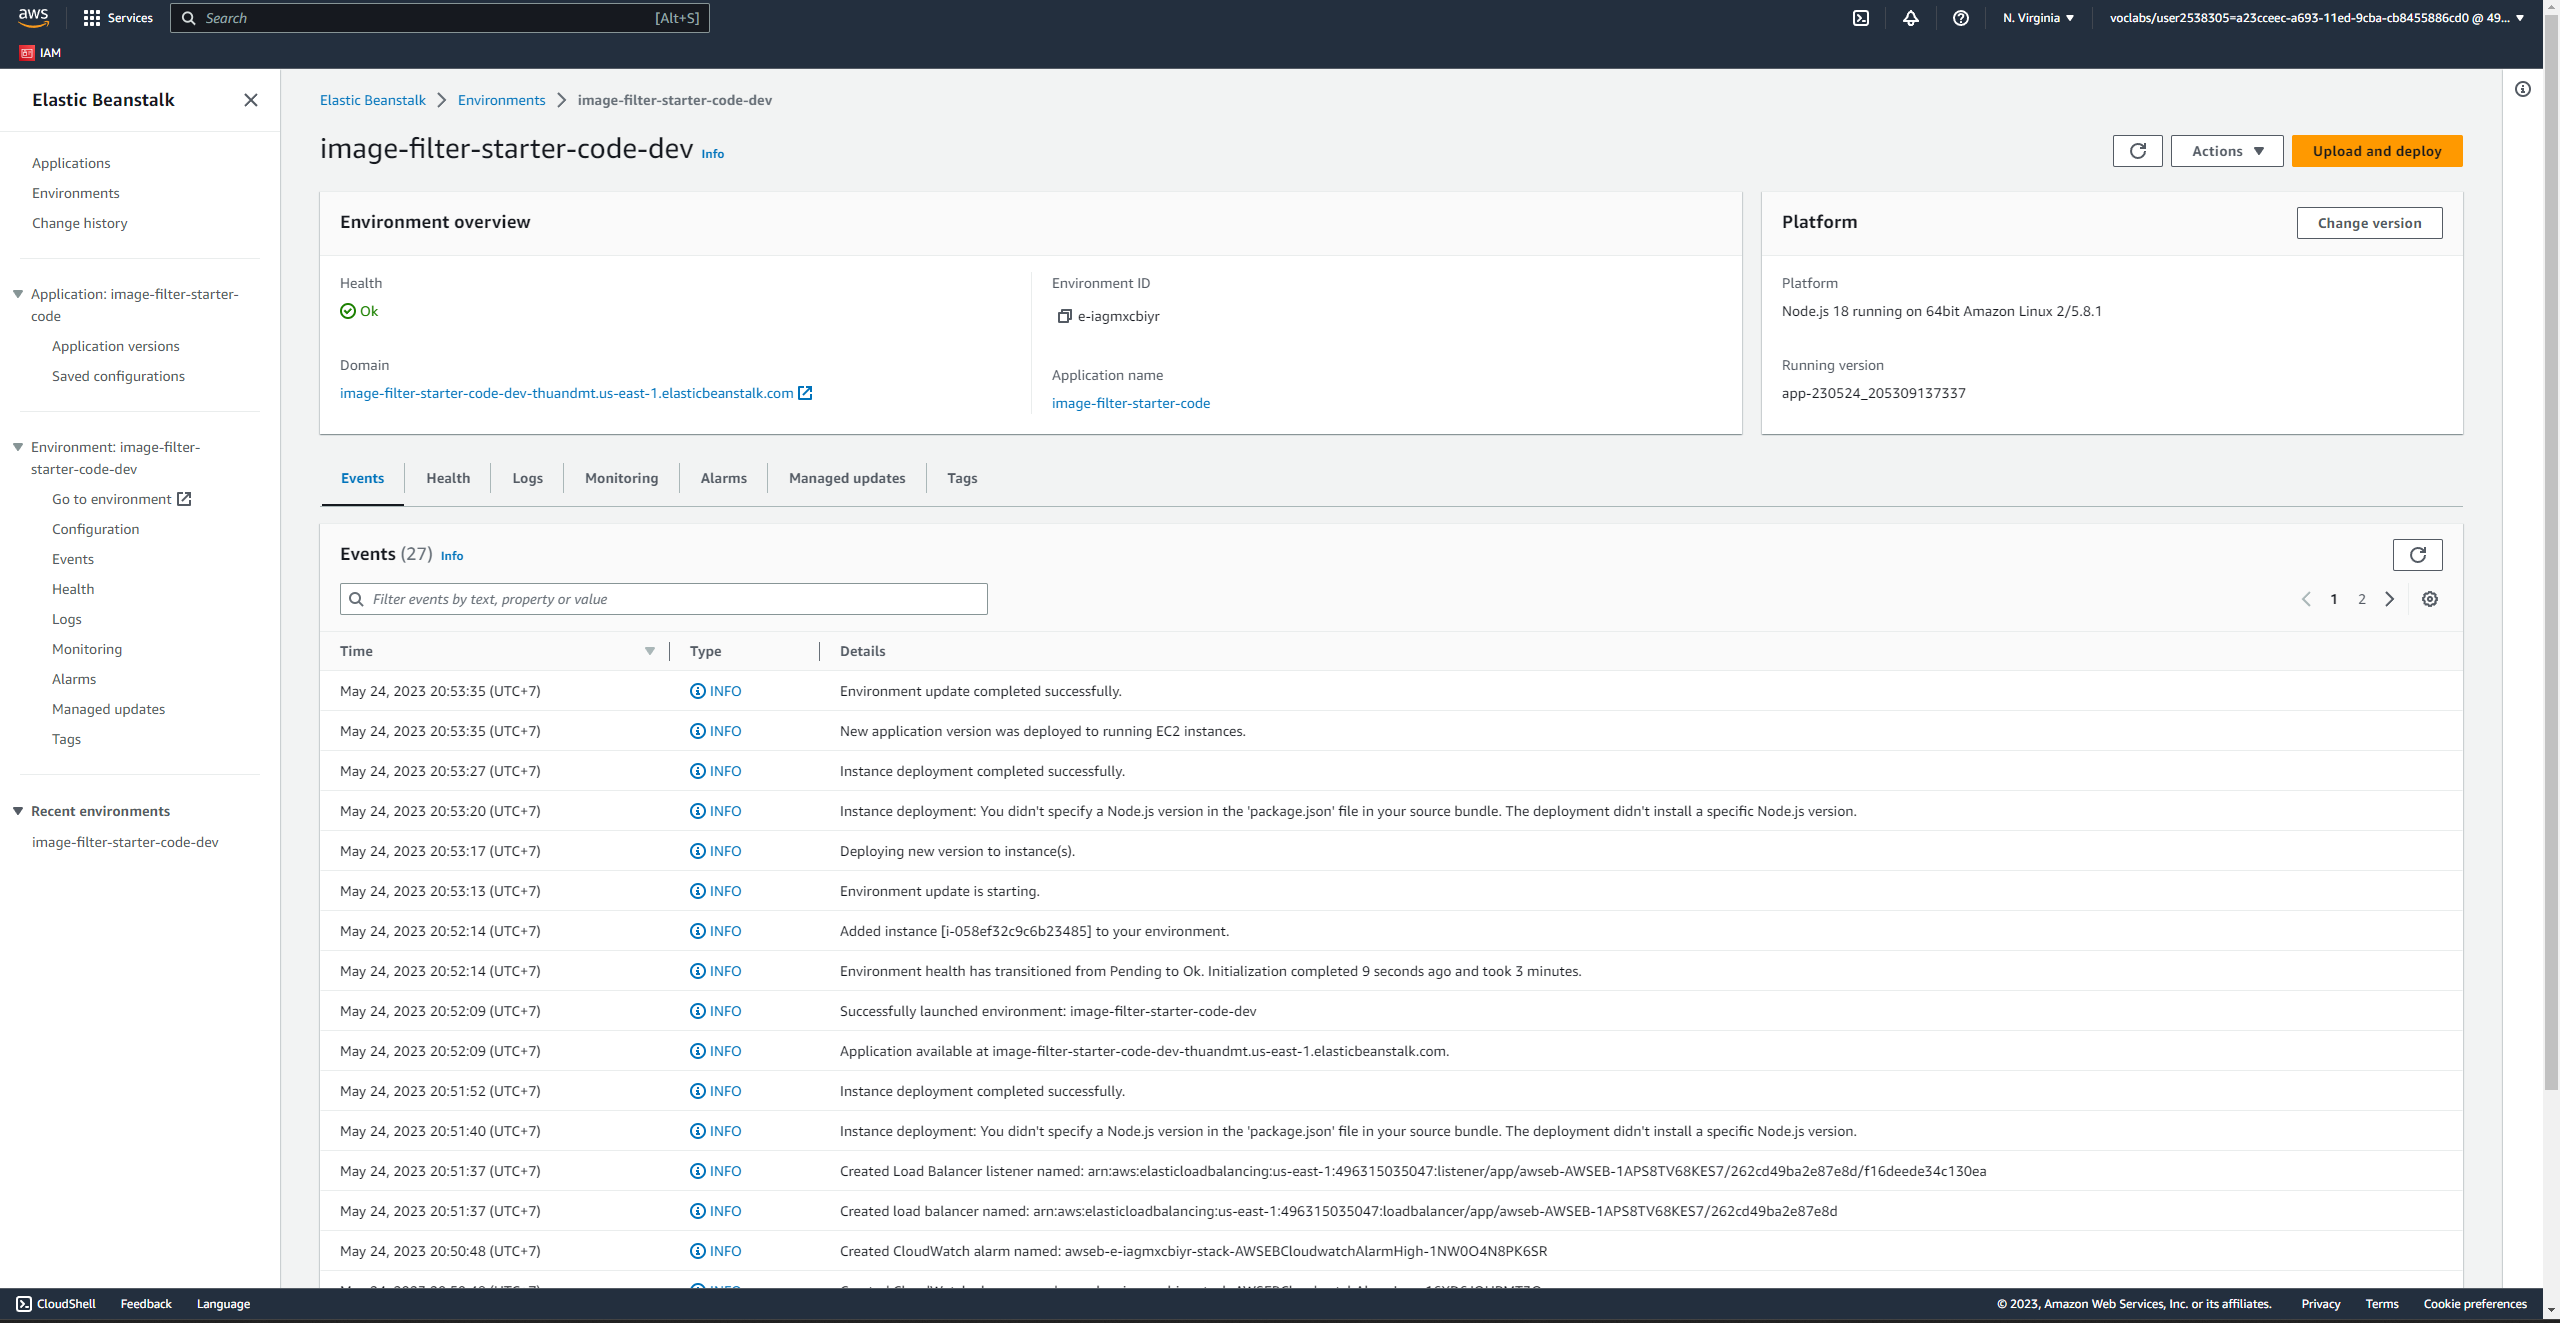 aws
Services
Search [Alt+S]
N. Virginia
voclabs/user2538305=a23cceec-a693-11ed-9cba-cb8455886cd0 @ 49...
IAM
Elastic Beanstalk
Applications
Environments
Change history
Application: image-filter-starter-
code
Application versions
Saved configurations
Environment: image-filter-
starter-code-dev
Go to environment
Configuration
Events
Health
Logs
Monitoring
Alarms
Managed updates
Tags
Recent environments
image-filter-starter-code-dev
Elastic Beanstalk Environments image-filter-starter-code-dev
image-filter-starter-code-dev Info
Actions
Upload and deploy
Environment overview
Health
Ok
Domain
image-filter-starter-code-dev-thuandmt.us-east-1.elasticbeanstalk.com
Environment ID
e-iagmxcbiyr
Application name
image-filter-starter-code
Platform
Change version
Platform
Node.js 18 running on 64bit Amazon Linux 2/5.8.1
Running version
app-230524_205309137337
Events Health Logs Monitoring Alarms Managed updates Tags
Events (27) Info
Filter events by text, property or value
1 2
Time Type Details
May 24, 2023 20:53:35 (UTC+7) INFO Environment update completed successfully.
May 24, 2023 20:53:35 (UTC+7) INFO New application version was deployed to running EC2 instances.
May 24, 2023 20:53:27 (UTC+7) INFO Instance deployment completed successfully.
May 24, 2023 20:53:20 (UTC+7) INFO Instance deployment: You didn't specify a Node.js version in the 'package.json' file in your source bundle. The deployment didn't install a specific Node.js version.
May 24, 2023 20:53:17 (UTC+7) INFO Deploying new version to instance(s).
May 24, 2023 20:53:13 (UTC+7) INFO Environment update is starting.
May 24, 2023 20:52:14 (UTC+7) INFO Added instance [i-058ef32c9c6b23485] to your environment.
May 24, 2023 20:52:14 (UTC+7) INFO Environment health has transitioned from Pending to Ok. Initialization completed 9 seconds ago and took 3 minutes.
May 24, 2023 20:52:09 (UTC+7) INFO Successfully launched environment: image-filter-starter-code-dev
May 24, 2023 20:52:09 (UTC+7) INFO Application available at image-filter-starter-code-dev-thuandmt.us-east-1.elasticbeanstalk.com.
May 24, 2023 20:51:52 (UTC+7) INFO Instance deployment completed successfully.
May 24, 2023 20:51:40 (UTC+7) INFO Instance deployment: You didn't specify a Node.js version in the 'package.json' file in your source bundle. The deployment didn't install a specific Node.js version.
May 24, 2023 20:51:37 (UTC+7) INFO Created Load Balancer listener named: arn:aws:elasticloadbalancing:us-east-1:496315035047:listener/app/awseb-AWSEB-1APS8TV68KES7/262cd49ba2e87e8d/f16deede34c130ea
May 24, 2023 20:51:37 (UTC+7) INFO Created load balancer named: arn:aws:elasticloadbalancing:us-east-1:496315035047:loadbalancer/app/awseb-AWSEB-1APS8TV68KES7/262cd49ba2e87e8d
May 24, 2023 20:50:48 (UTC+7) INFO Created CloudWatch alarm named: awseb-e-iagmxcbiyr-stack-AWSEBCloudwatchAlarmHigh-1NW0O4N8PK6SR
CloudShell Feedback Language
© 2023, Amazon Web Services, Inc. or its affiliates. Privacy Terms Cookie preferences